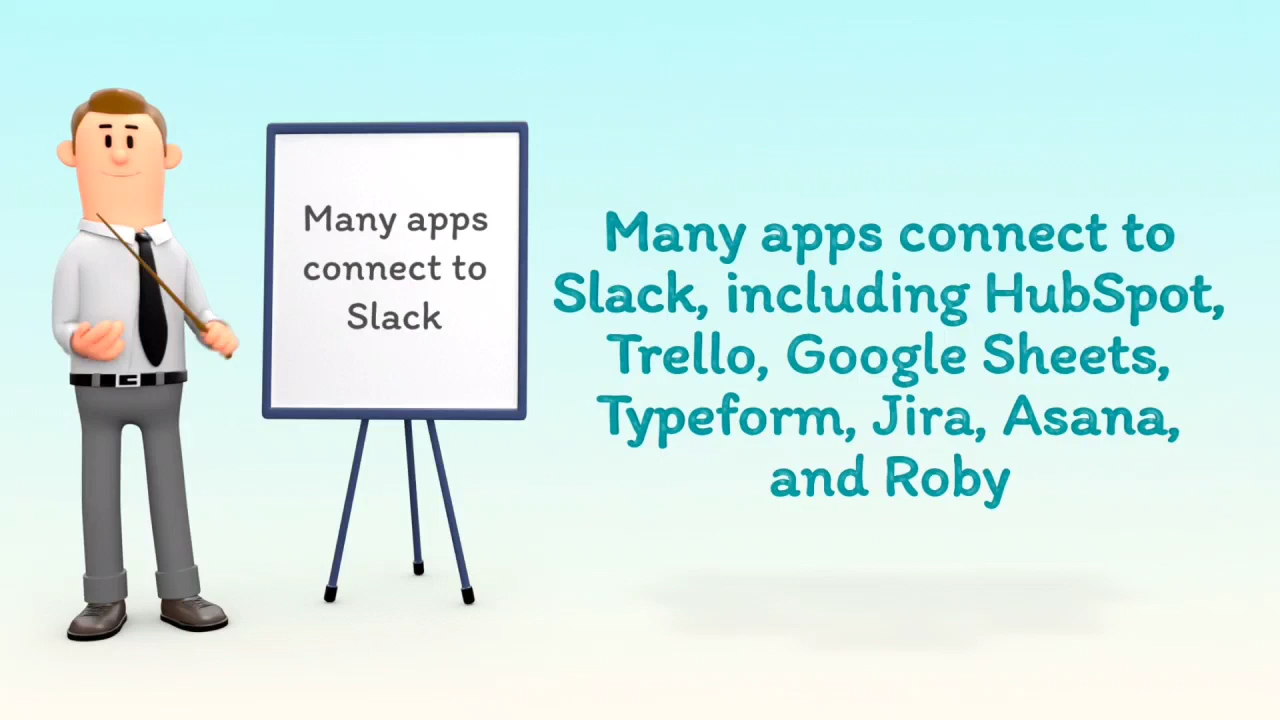 Many apps
connect to
Slack
Many apps connect to
Slack, including HubSpot,
Trello, Google Sheets,
Typeform, Jira, Asana,
and Roby